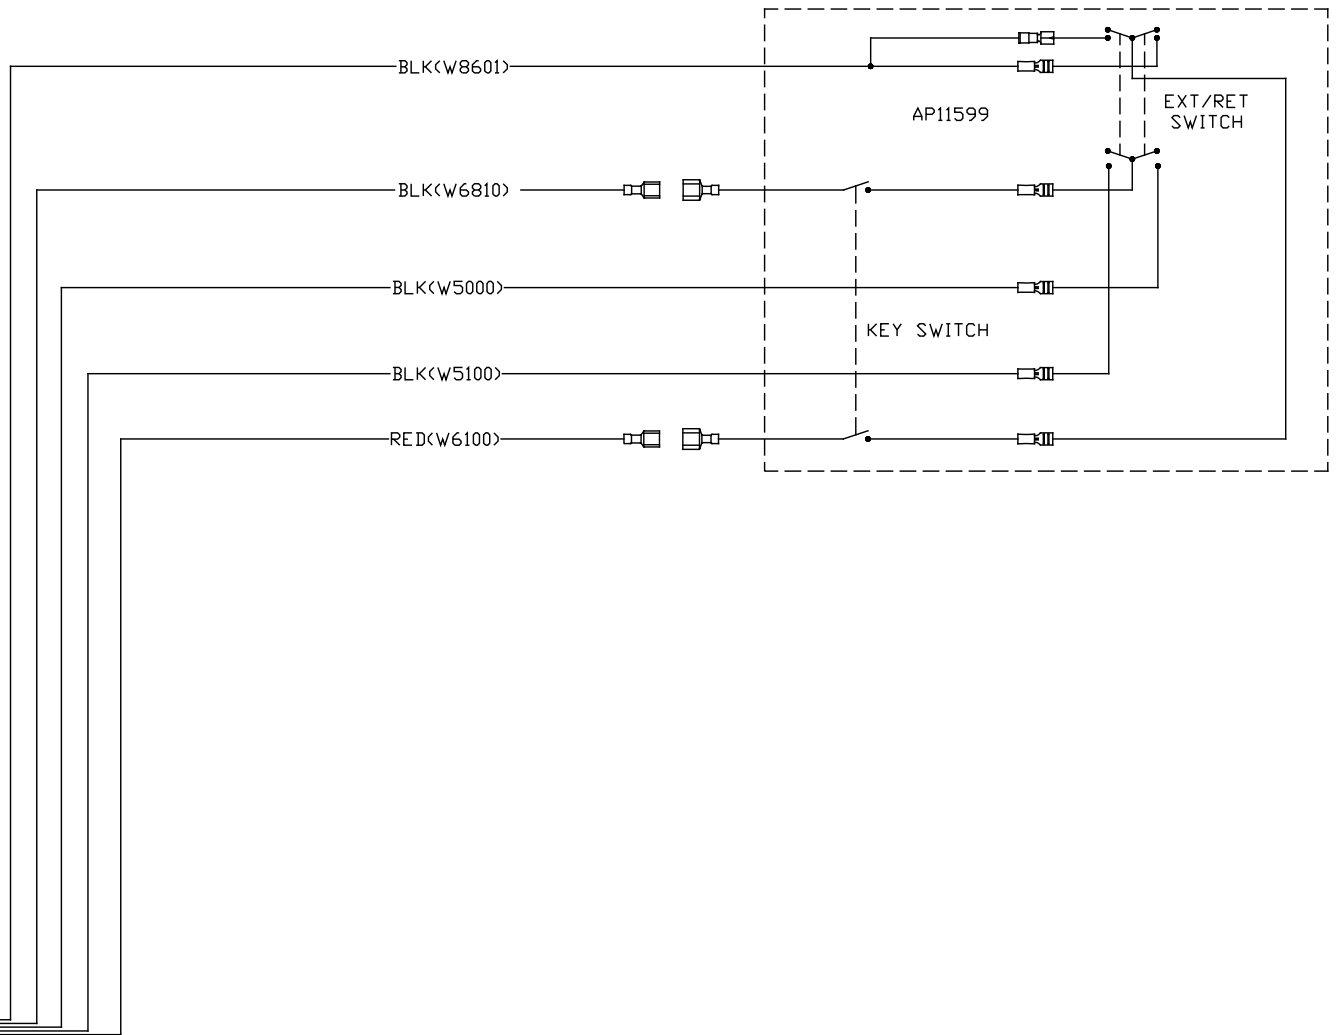 BLK(W8601)
AP11599
EXT/RET
SWITCH
BLK(W6810)
BLK(W5000)
KEY SWITCH
BLK(W5100)
RED(W6100)